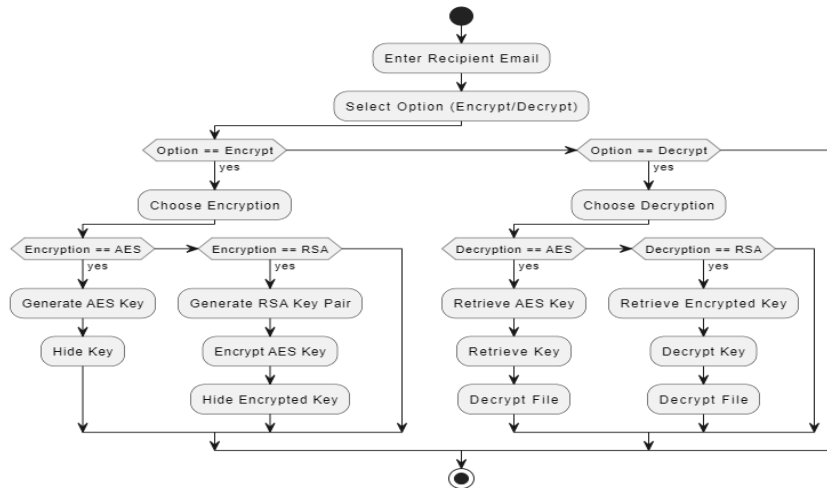 Enter Recipient Email
Select Option (Encrypt/Decrypt)
Option == Encrypt
yes
Option == Decrypt
yes
Choose Encryption
Choose Decryption
Encryption == AES
yes
Encryption == RSA
yes
Decryption == AES
yes
Decryption == RSA
yes
Generate AES Key
Generate RSA Key Pair
Retrieve AES Key
Retrieve Encrypted Key
Hide Key
Encrypt AES Key
Retrieve Key
Decrypt Key
Hide Encrypted Key
Decrypt File
Decrypt File